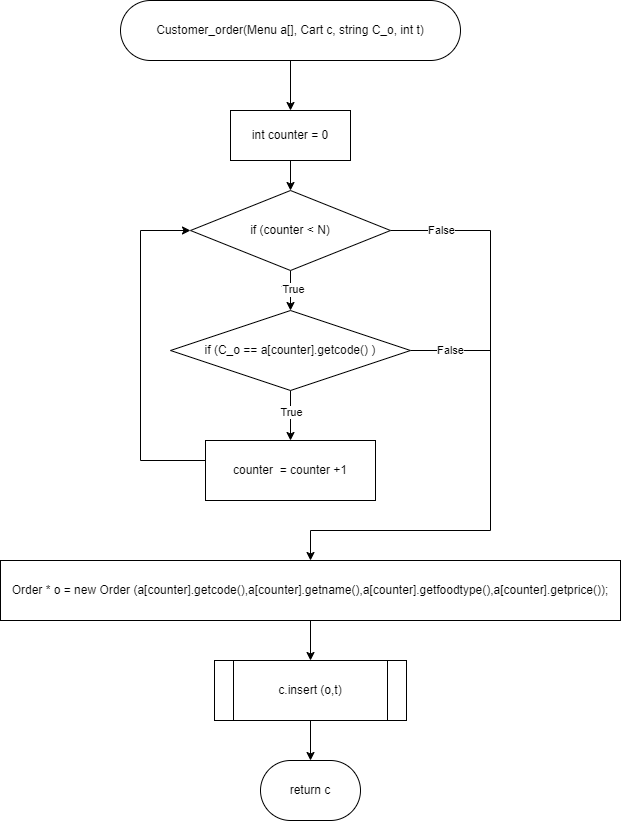 Customer_order(Menu a[], Cart c, string C_o, int t)
int counter = 0
if (counter < N)
False
True
if (C_o == a[counter].getcode() )
False
True
counter  = counter +1
Order * o = new Order (a[counter].getcode(),a[counter].getname(),a[counter].getfoodtype(),a[counter].getprice());
c.insert (o,t)
return c